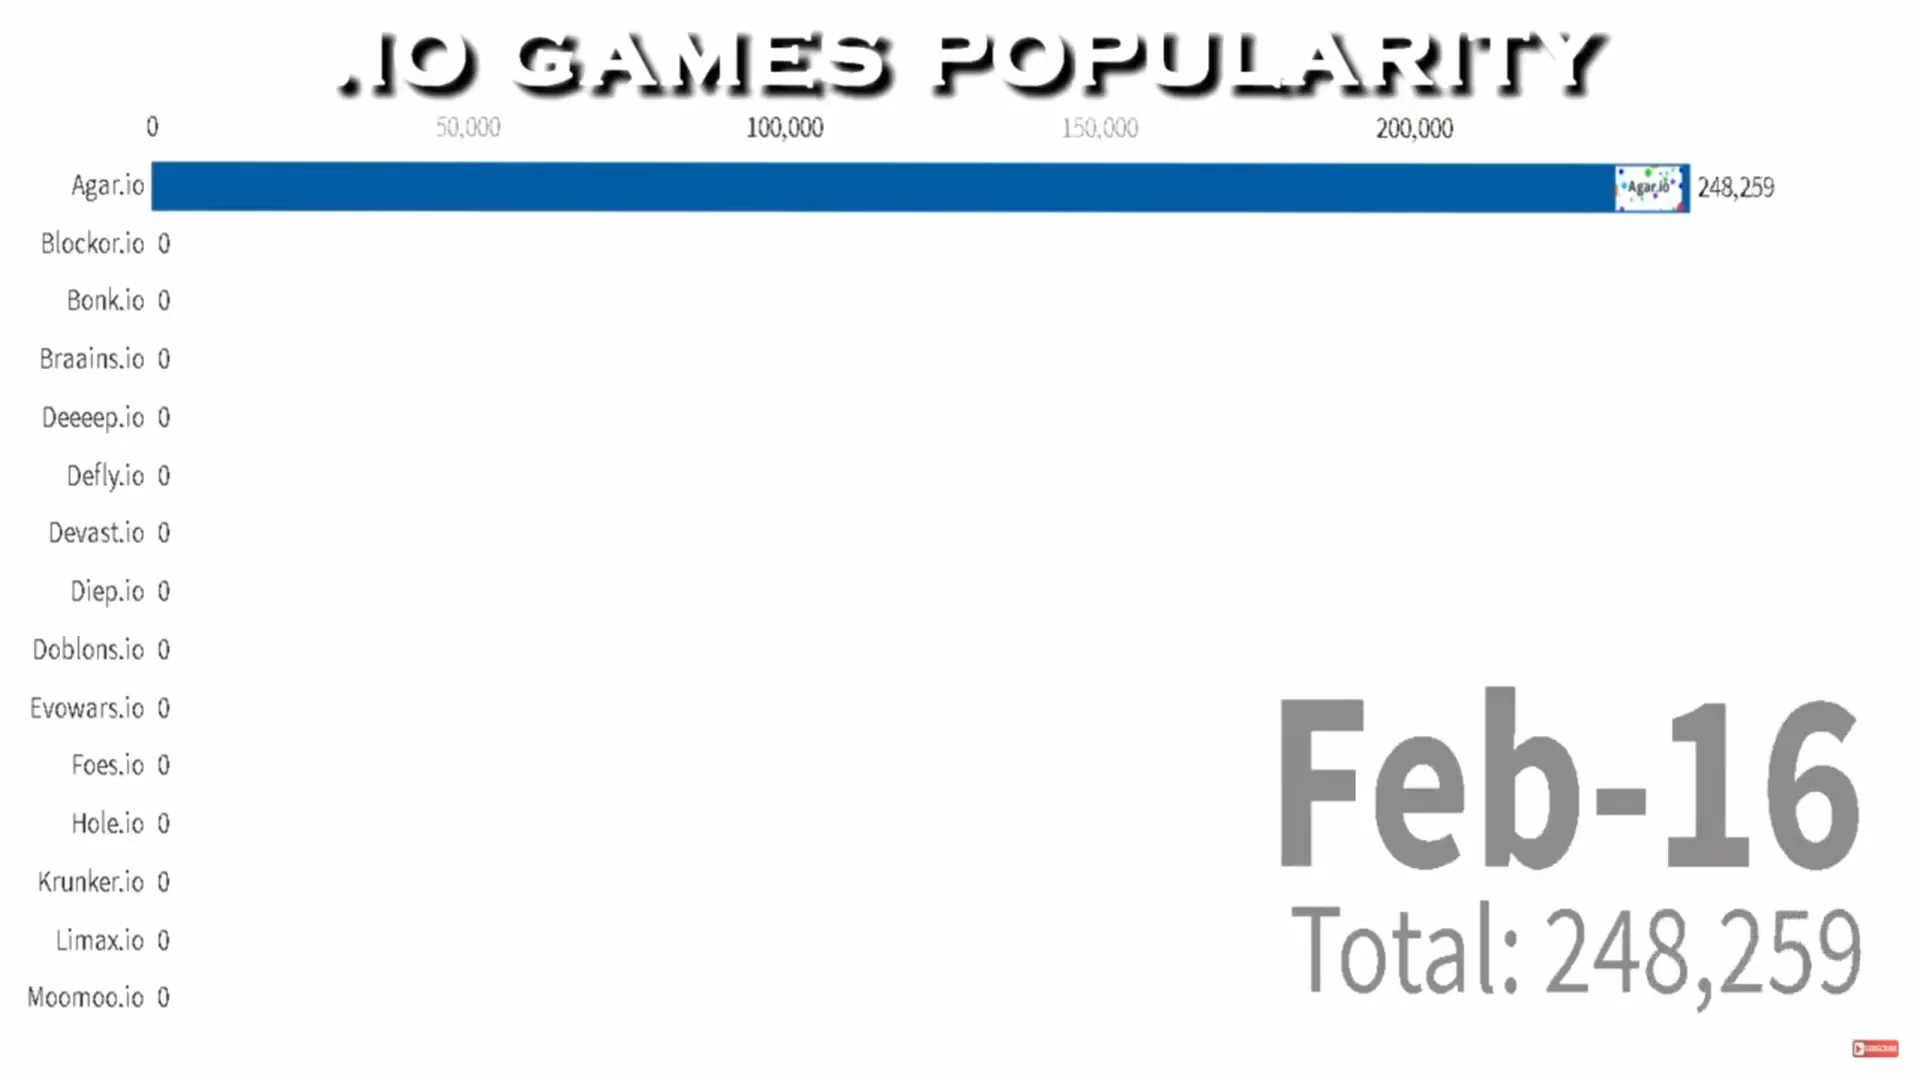 .IO GAMES POPULARITY
0 50,000 100,000 150,000 200,000
Agar.io Agar.io 248,259
Blockor.io 0
Bonk.io 0
Braains.io 0
Deeeep.io 0
Defly.io 0
Devast.io 0
Diep.io 0
Doblons.io 0
Evowars.io 0
Foes.io 0
Hole.io 0
Krunker.io 0
Limax.io 0
Moomoo.io 0
Feb-16
Total: 248,259
SUBSCRIBE